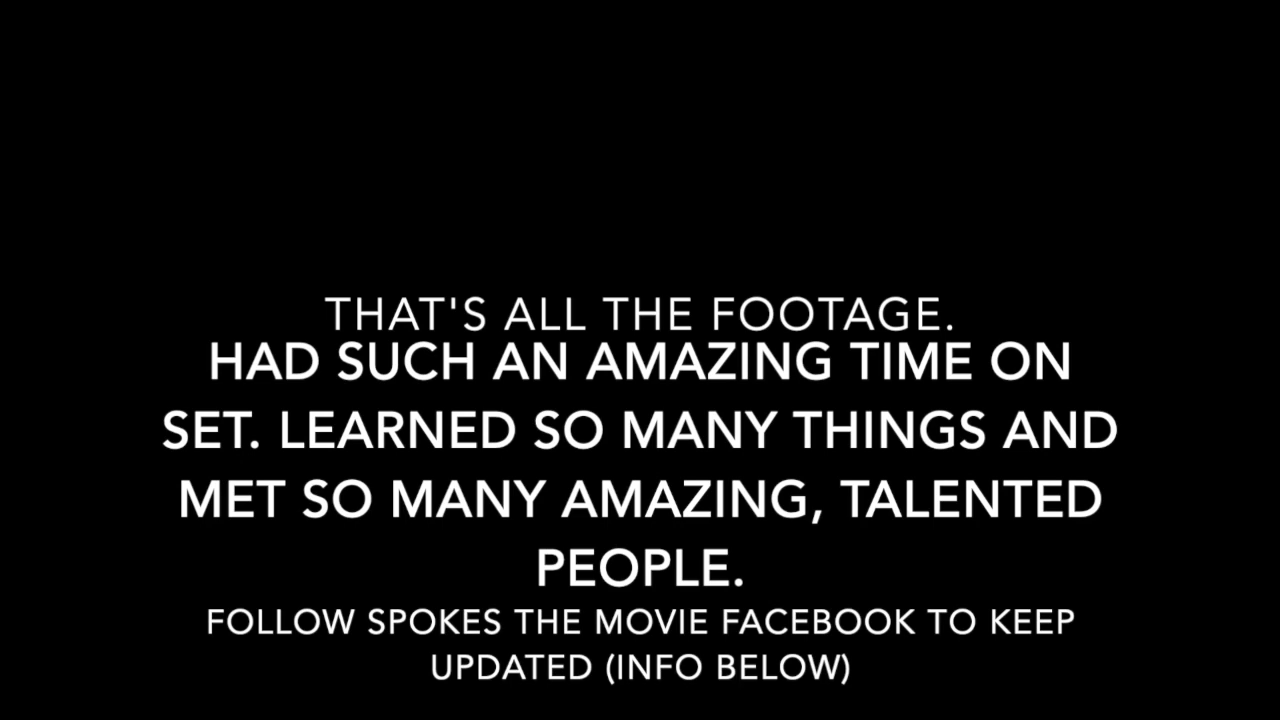 THAT'S ALL THE FOOTAGE.
HAD SUCH AN AMAZING TIME ON
SET. LEARNED SO MANY THINGS AND
MET SO MANY AMAZING, TALENTED
PEOPLE.
FOLLOW SPOKES THE MOVIE FACEBOOK TO KEEP
UPDATED (INFO BELOW)